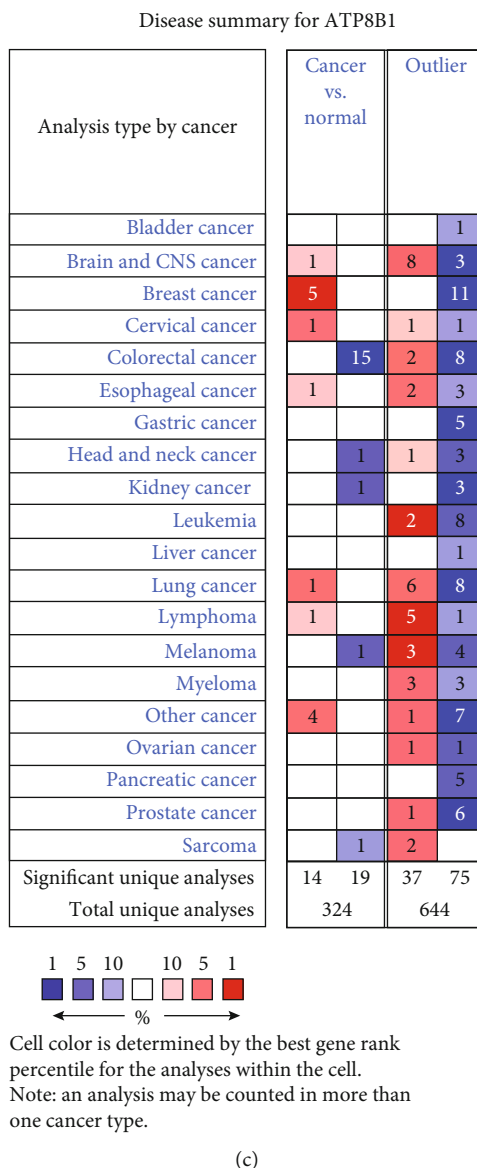 Disease summary for ATP8B1
Analysis type by cancer
Cancer
vs.
normal
Outlier
Bladder cancer 1
Brain and CNS cancer 1 8 3
Breast cancer 5 11
Cervical cancer 1 1 1
Colorectal cancer 15 2 8
Esophageal cancer 1 2 3
Gastric cancer 5
Head and neck cancer 1 1 3
Kidney cancer 1 3
Leukemia 2 8
Liver cancer 1
Lung cancer 1 6 8
Lymphoma 1 5 1
Melanoma 1 3 4
Myeloma 3 3
Other cancer 4 1 7
Ovarian cancer 1 1
Pancreatic cancer 5
Prostate cancer 1 6
Sarcoma 1 2
Significant unique analyses 14 19 37 75
Total unique analyses 324 644
1 5 10 10 5 1
%
Cell color is determined by the best gene rank
percentile for the analyses within the cell.
Note: an analysis may be counted in more than
one cancer type.
(c)